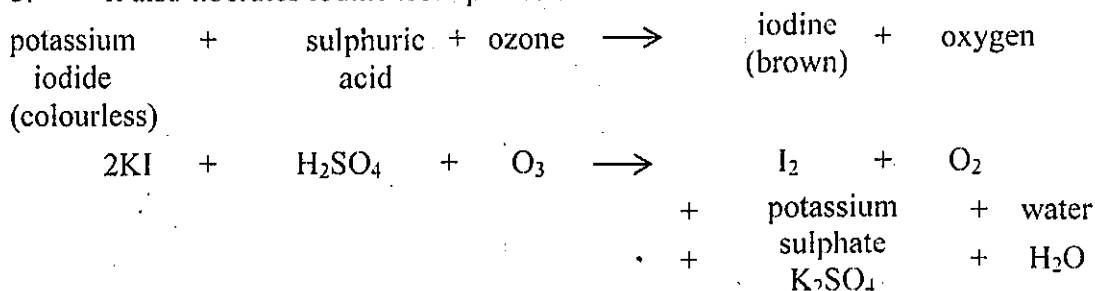 potassium + sulphuric + ozone → iodine + oxygen
iodide acid (brown)
(colourless)
2KI + H₂SO₄ + O₃ → I₂ + O₂
+ potassium + water
sulphate
+ K₂SO₄ + H₂O